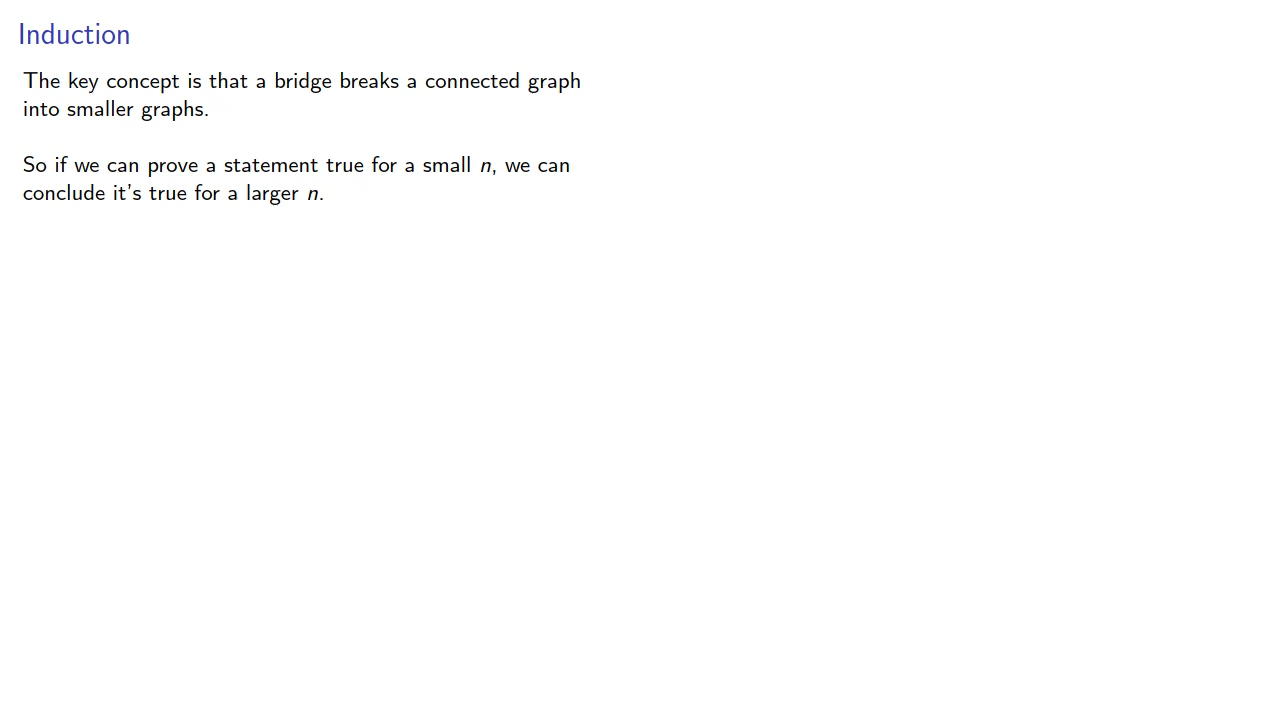 Induction
The key concept is that a bridge breaks a connected graph
into smaller graphs.
So if we can prove a statement true for a small n, we can
conclude it's true for a larger n.